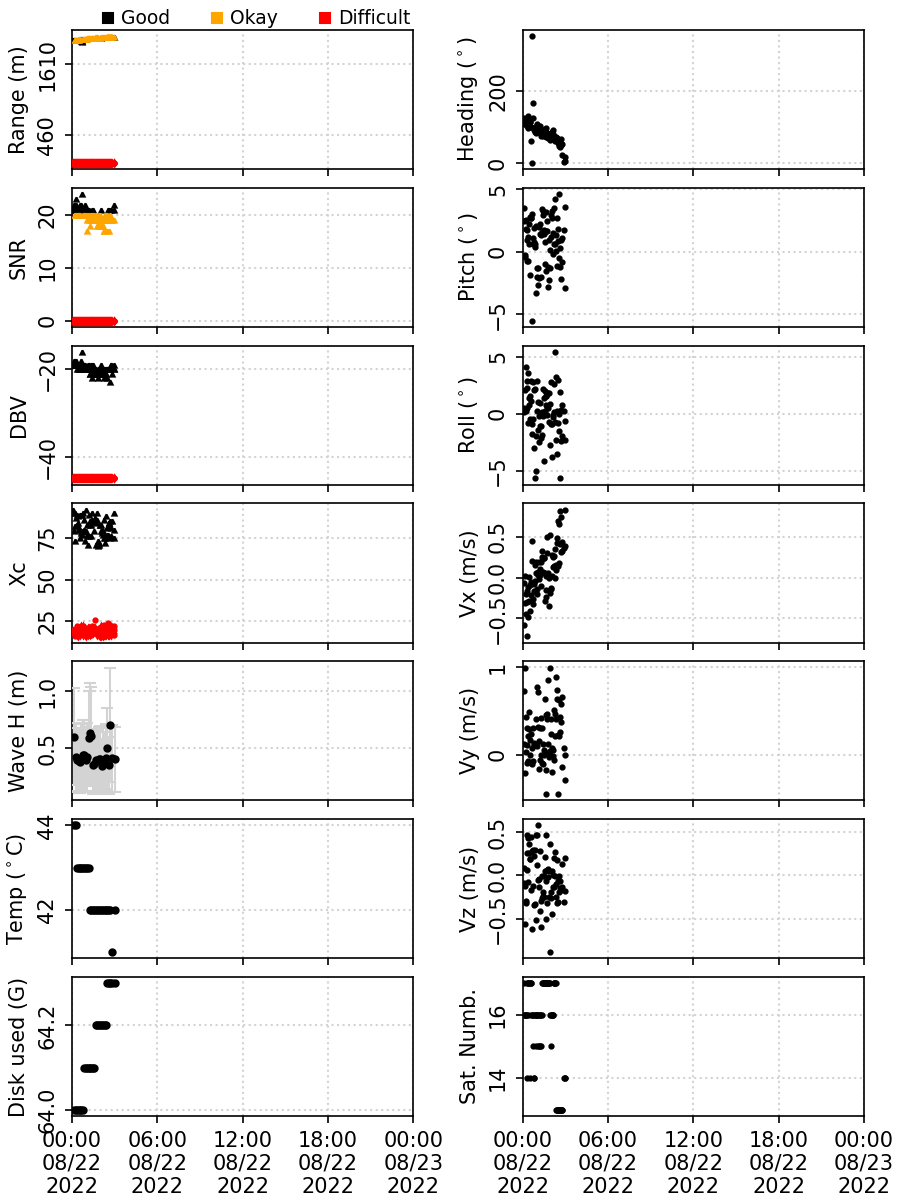 Good Okay Difficult
Range (m)
1610
460
Heading (°)
200
0
SNR
20
10
0
Pitch (°)
5
0
−5
DBV
−20
−40
Roll (°)
5
0
−5
Xc
75
50
25
Vx (m/s)
0.5
0.0
−0.5
Wave H (m)
1.0
0.5
Vy (m/s)
1
0
Temp (°C)
44
42
Vz (m/s)
0.5
0.0
−0.5
Disk used (G)
64.2
64.0
Sat. Numb.
16
14
00:00 06:00 12:00 18:00 00:00
08/22 08/22 08/22 08/22 08/23
2022 2022 2022 2022 2022
00:00 06:00 12:00 18:00 00:00
08/22 08/22 08/22 08/22 08/23
2022 2022 2022 2022 2022